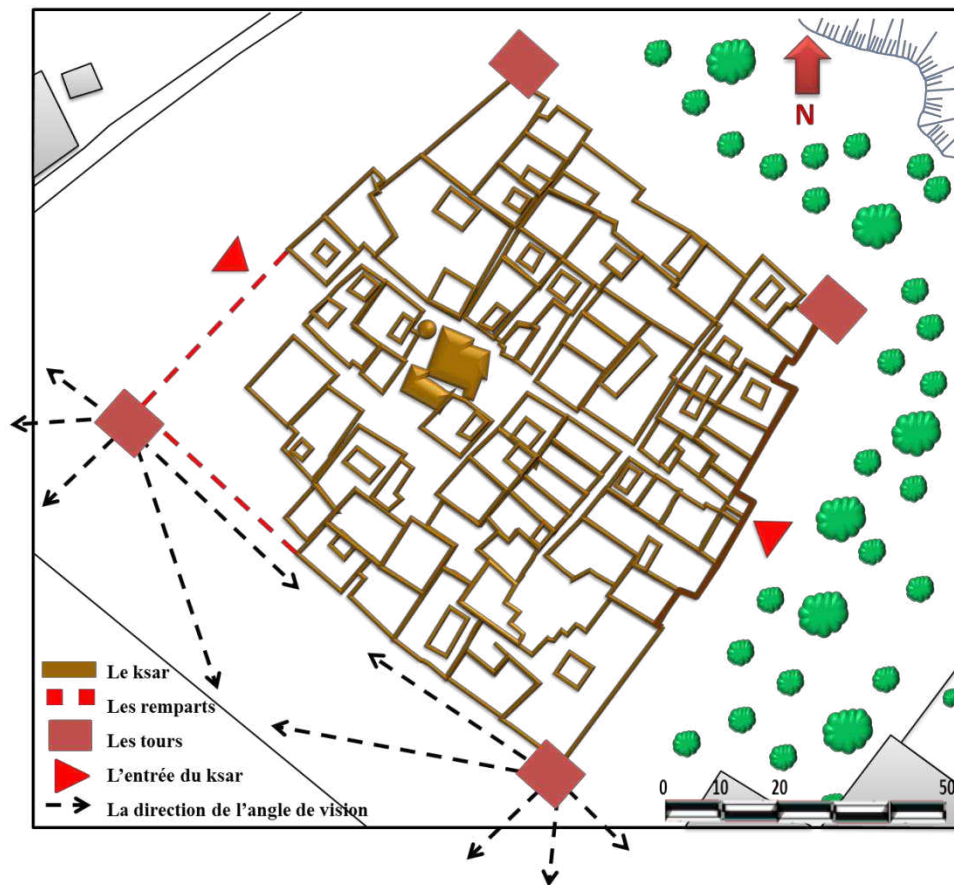 N
Le ksar
Les remparts
Les tours
L'entrée du ksar
La direction de l'angle de vision
0 10 20 50